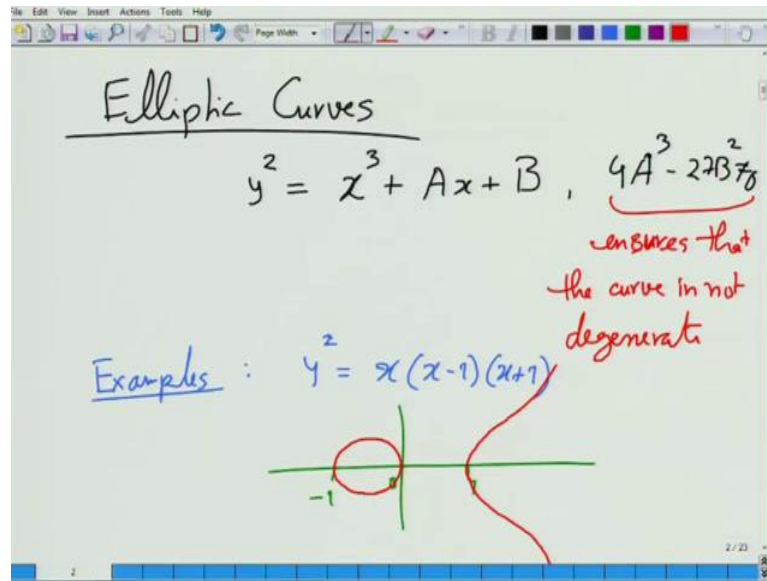 File Edit View Insert Actions Tools Help
Page Width
Elliptic Curves
y² = x³ + Ax + B , 4A³ - 27B² ≠ 0
ensures that
the curve in not
degenerate
Examples : y² = x(x-1)(x+1)
-1 0 1
2 / 23
2